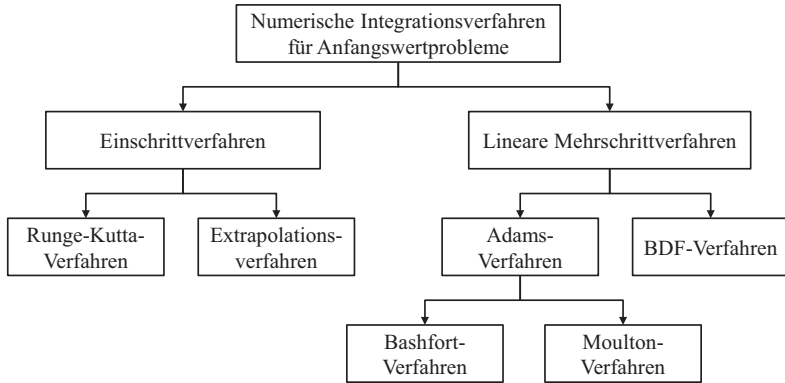 Numerische Integrationsverfahren
für Anfangswertprobleme
Einschrittverfahren
Lineare Mehrschrittverfahren
Runge-Kutta-
Verfahren
Extrapolations-
verfahren
Adams-
Verfahren
BDF-Verfahren
Bashfort-
Verfahren
Moulton-
Verfahren